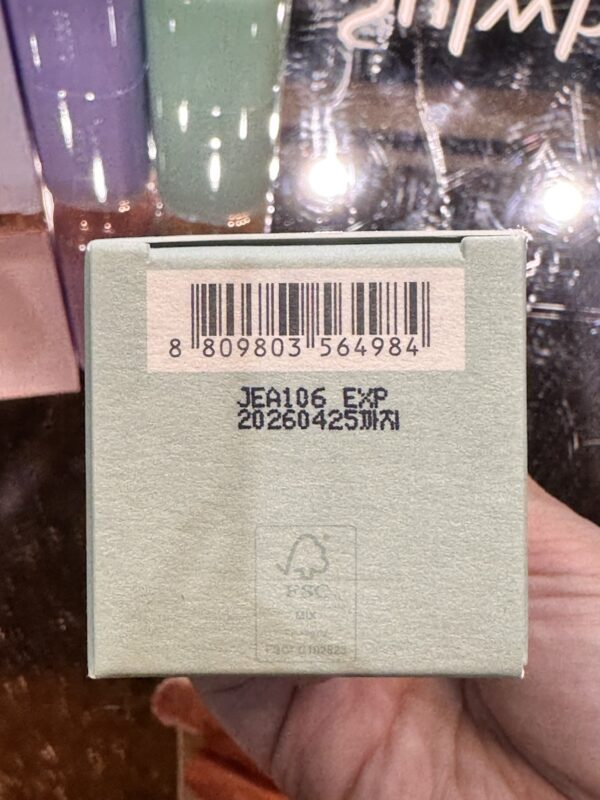 8 809803 564984
JEA106 EXP
20260425까지
FSC
MIX